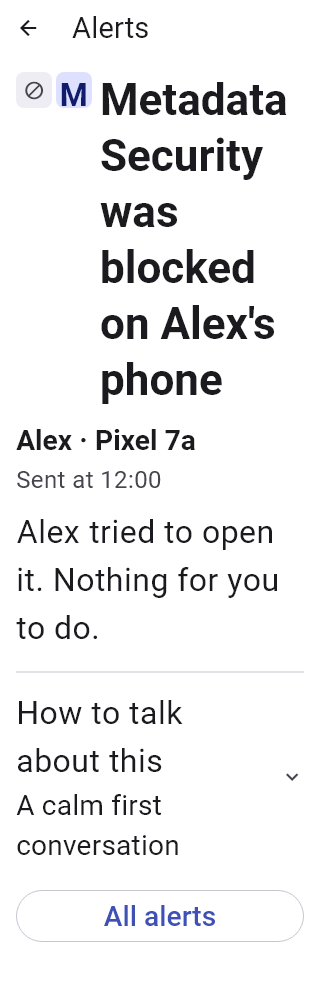 Alerts
M
Metadata
Security
was
blocked
on Alex's
phone
Alex · Pixel 7a
Sent at 12:00
Alex tried to open
it. Nothing for you
to do.
How to talk
about this
A calm first
conversation
All alerts